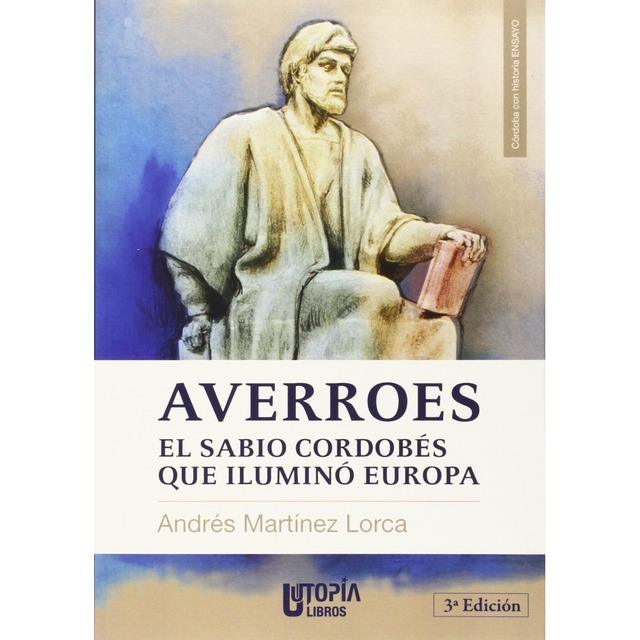 Córdoba con historia ENSAYO
AVERROES
EL SABIO CORDOBÉS
QUE ILUMINÓ EUROPA
Andrés Martínez Lorca
UTOPÍA
LIBROS
3ª Edición